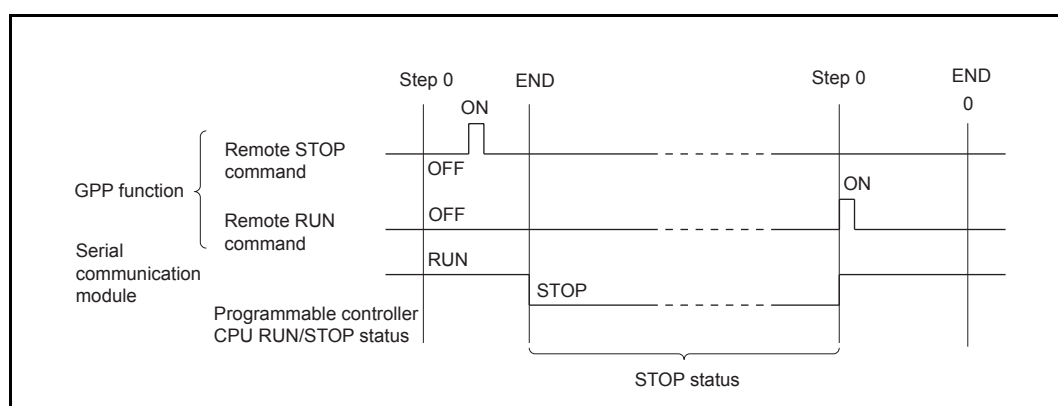 Step 0
END
Step 0
END
0
ON
Remote STOP
command
OFF
GPP function
ON
Remote RUN
command
OFF
Serial
communication
module
RUN
STOP
Programmable controller
CPU RUN/STOP status
STOP status